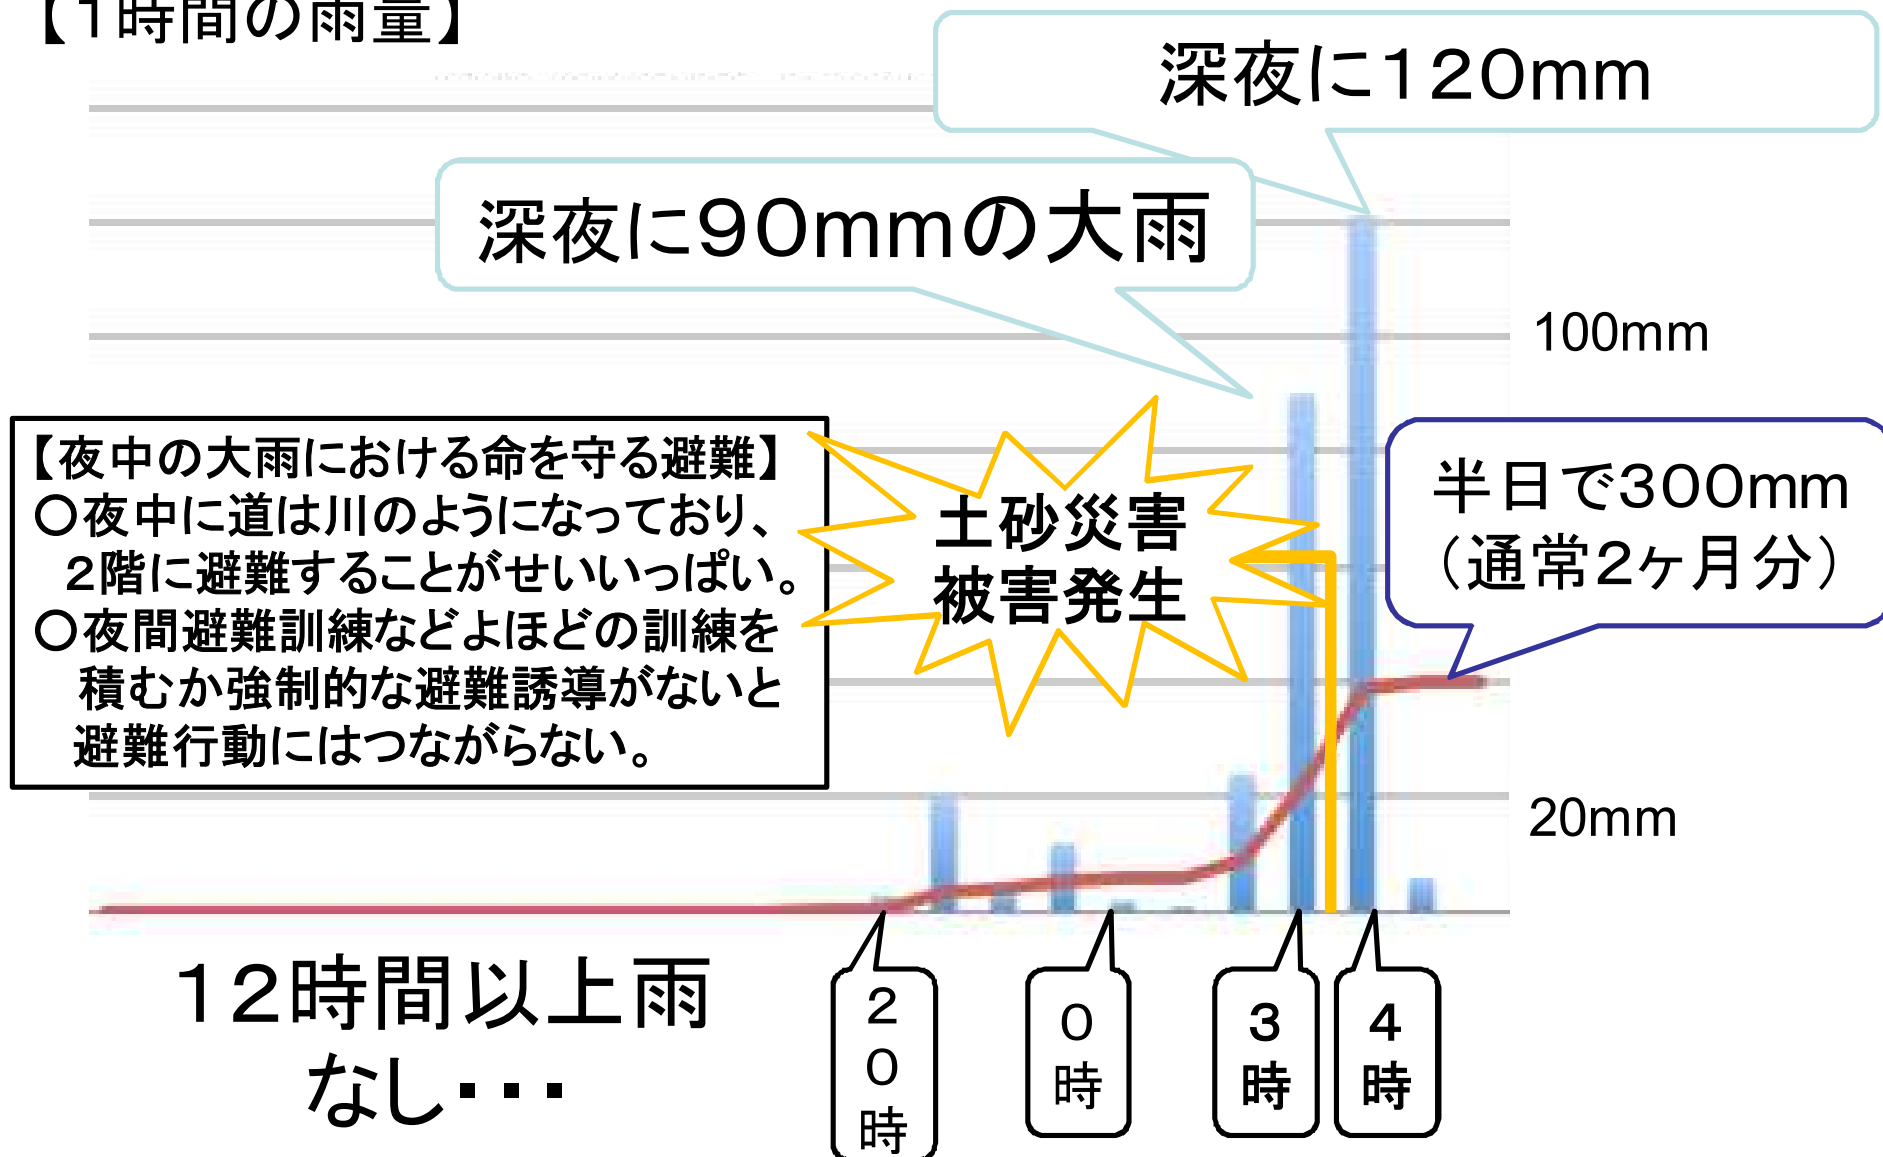 【1時間の雨量】
深夜に120mm
深夜に90mmの大雨
100mm
【夜中の大雨における命を守る避難】
〇夜中に道は川のようになっており、
2階に避難することがせいいっぱい。
〇夜間避難訓練などよほどの訓練を
積むか強制的な避難誘導がないと
避難行動にはつながらない。
土砂災害
被害発生
半日で300mm
（通常2ヶ月分）
20mm
12時間以上雨
なし・・・
20時
0時
3時
4時